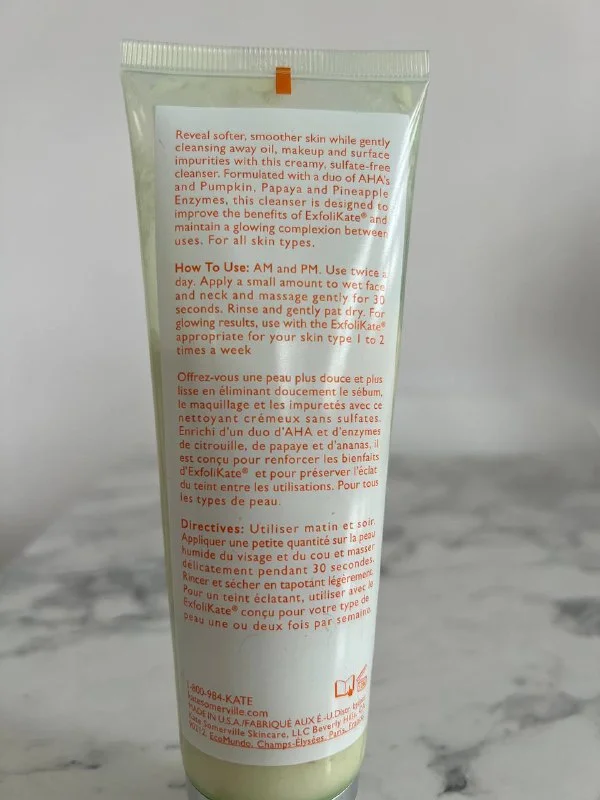 Reveal softer, smoother skin while gently
cleansing away oil, makeup and surface
impurities with this creamy, sulfate-free
cleanser. Formulated with a duo of AHA's
and Pumpkin, Papaya and Pineapple
Enzymes, this cleanser is designed to
improve the benefits of ExfoliKate® and
maintain a glowing complexion between
uses. For all skin types.
How To Use: AM and PM. Use twice a
day. Apply a small amount to wet face
and neck and massage gently for 30
seconds. Rinse and gently pat dry. For
glowing results, use with the ExfoliKate®
appropriate for your skin type 1 to 2
times a week
Offrez-vous une peau plus douce et plus
lisse en éliminant doucement le sébum,
le maquillage et les impuretés avec ce
nettoyant crémeux sans sulfates.
Enrichi d'un duo d'AHA et d'enzymes
de citrouille, de papaye et d'ananas, il
est conçu pour renforcer les bienfaits
d'ExfoliKate® et pour préserver l'éclat
du teint entre les utilisations. Pour tous
les types de peau.
Directives: Utiliser matin et soir.
Appliquer une petite quantité sur la peau
humide du visage et du cou et masser
délicatement pendant 30 secondes.
Rincer et sécher en tapotant légèrement.
Pour un teint éclatant, utiliser avec le
ExfoliKate® conçu pour votre type de
peau une ou deux fois par semaine.
1-800-984-KATE
katesomerville.com
MADE IN U.S.A./FABRIQUÉ AUX É.-U.
Kate Somerville Skincare, LLC Beverly Hills,
90212. EcoMundo, Champs-Élysées, Paris,